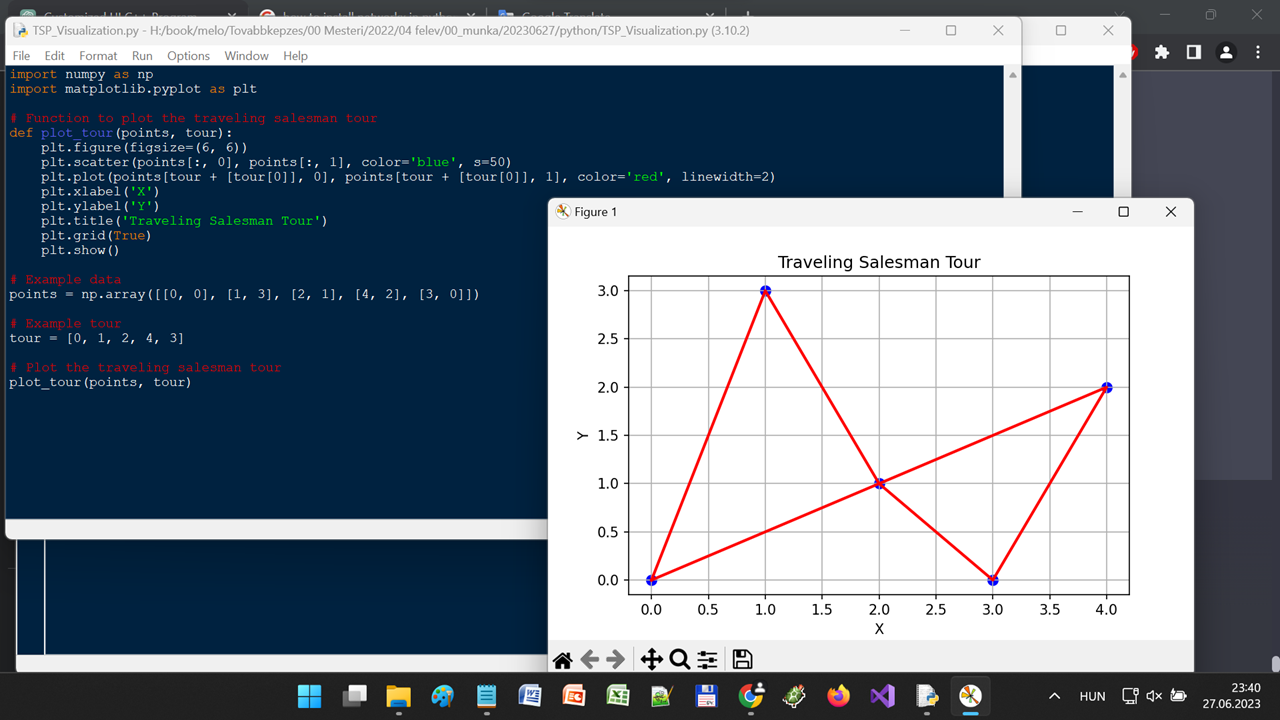 TSP_Visualization.py - H:/book/melo/Tovabbkepzes/00 Mesteri/2022/04 felev/00_munka/20230627/python/TSP_Visualization.py (3.10.2)
File Edit Format Run Options Window Help
import numpy as np
import matplotlib.pyplot as plt
# Function to plot the traveling salesman tour
def plot_tour(points, tour):
    plt.figure(figsize=(6, 6))
    plt.scatter(points[:, 0], points[:, 1], color='blue', s=50)
    plt.plot(points[tour + [tour[0]], 0], points[tour + [tour[0]], 1], color='red', linewidth=2)
    plt.xlabel('X')
    plt.ylabel('Y')
    plt.title('Traveling Salesman Tour')
    plt.grid(True)
    plt.show()
# Example data
points = np.array([[0, 0], [1, 3], [2, 1], [4, 2], [3, 0]])
# Example tour
tour = [0, 1, 2, 4, 3]
# Plot the traveling salesman tour
plot_tour(points, tour)
Figure 1
Traveling Salesman Tour
3.0
2.5
2.0
1.5
1.0
0.5
0.0
Y
0.0 0.5 1.0 1.5 2.0 2.5 3.0 3.5 4.0
X
HUN
23:40
27.06.2023